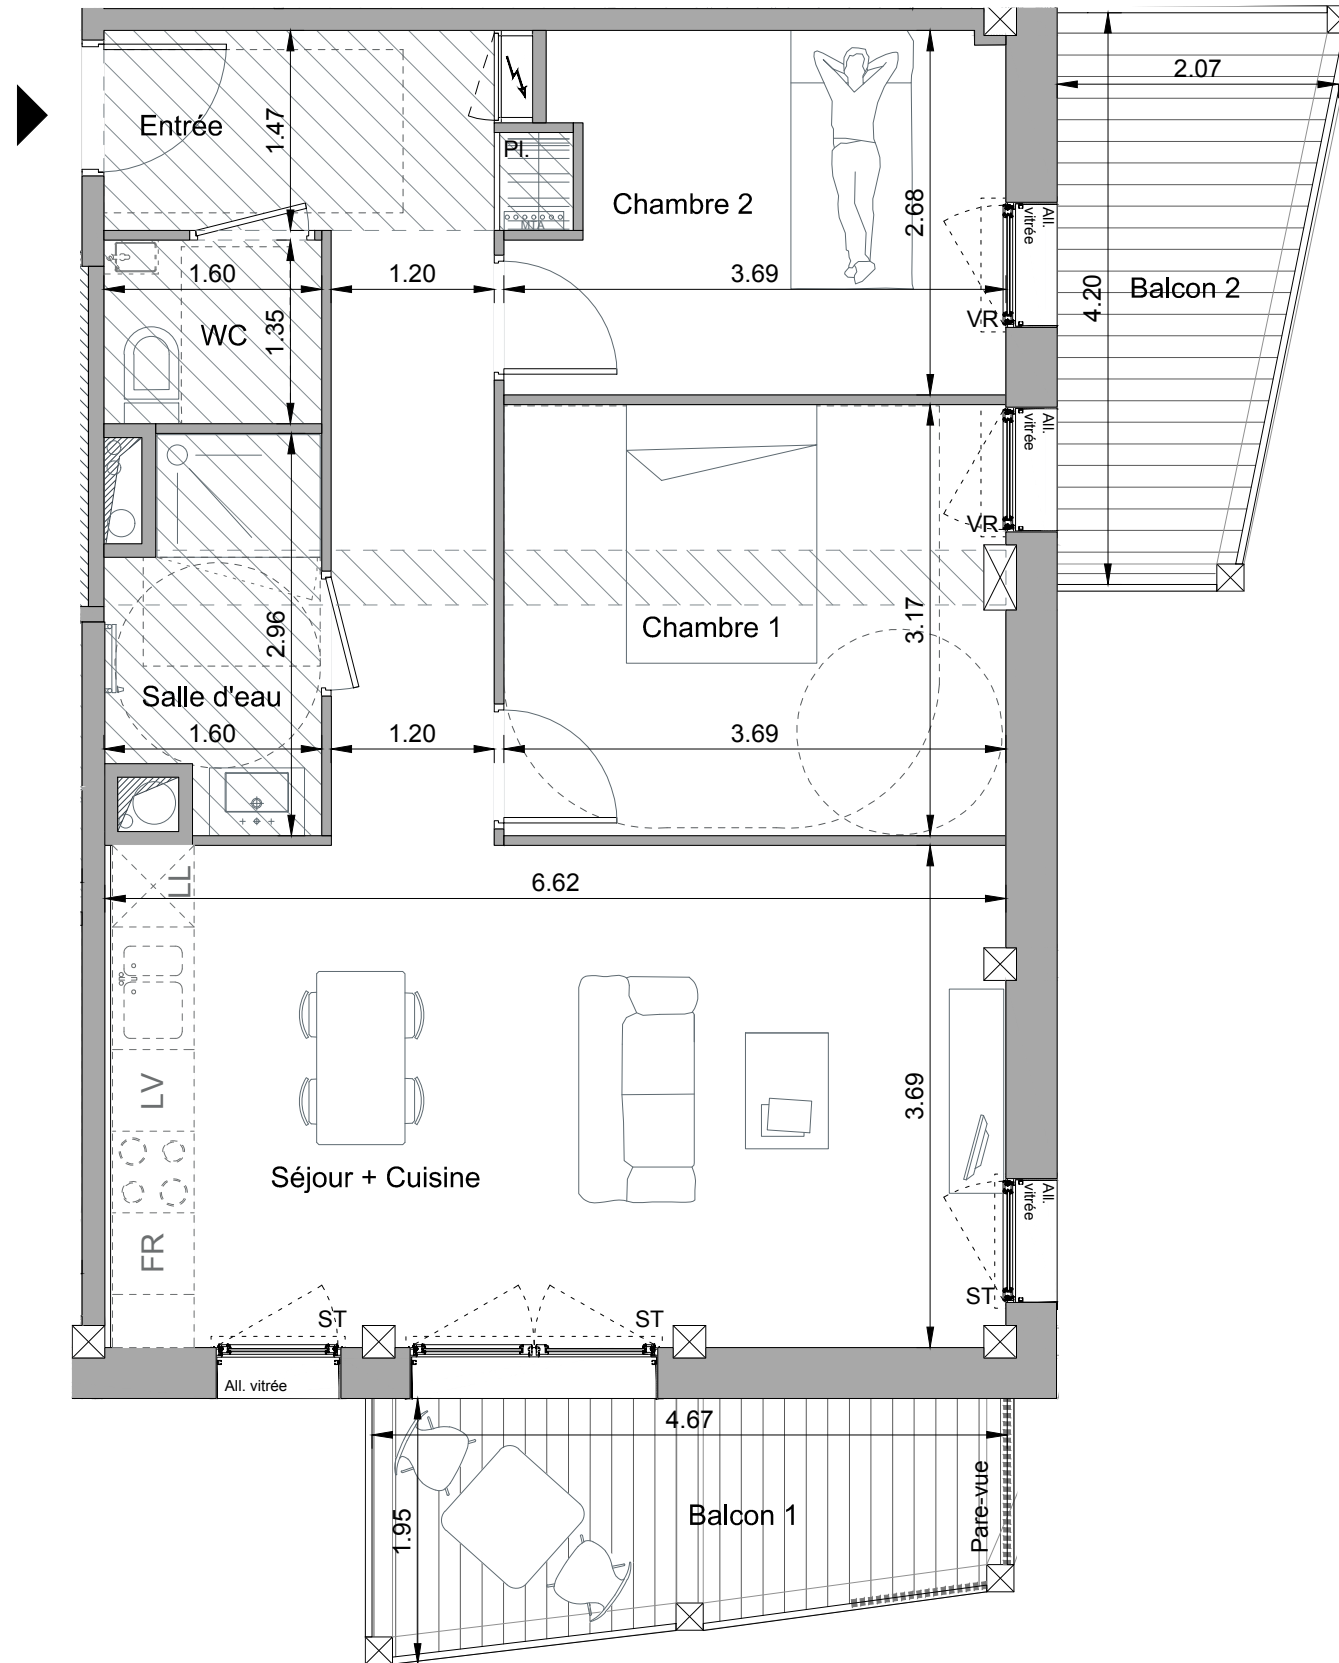 2.07
Entrée
1.47
Pl.
MTA
Chambre 2
2.68
All.
vitrée
4.20
Balcon 2
1.60
1.20
3.69
VR
WC
1.35
All.
vitrée
VR
2.96
Chambre 1
3.17
Salle d'eau
1.60
1.20
3.69
LL
6.62
LV
3.69
Séjour + Cuisine
All.
vitrée
FR
ST
ST
ST
All. vitrée
4.67
Pare-vue
1.95
Balcon 1